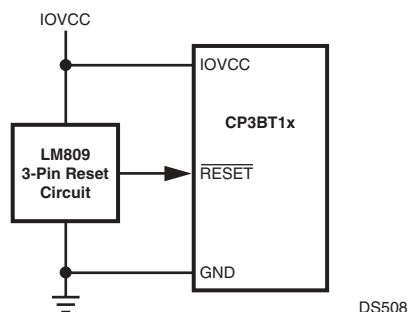 IOVCC
IOVCC
CP3BT1x
LM809
3-Pin Reset
Circuit
RESET
GND
DS508